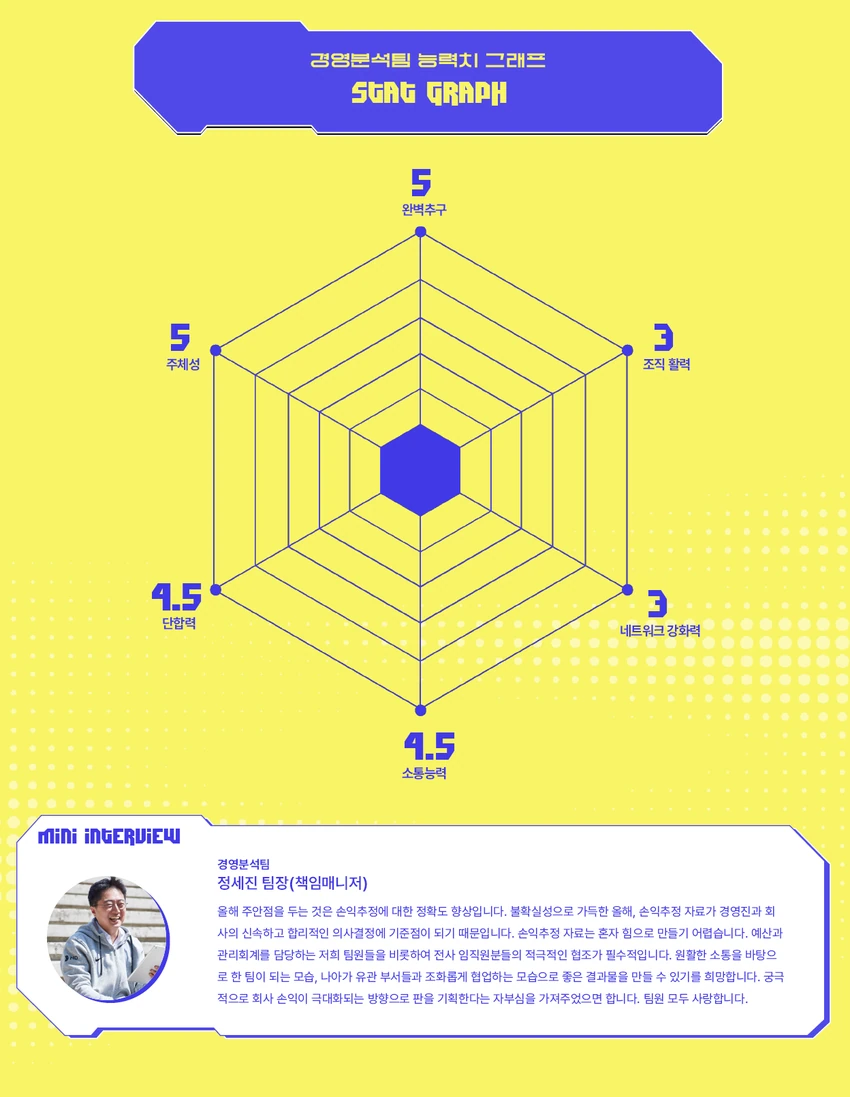 경영분석팀 능력치 그래프
STAT GRAPH
5
완벽추구
5
주체성
3
조직 활력
4.5
단합력
3
네트워크 강화력
4.5
소통능력
MINI INTERVIEW
경영분석팀
정세진 팀장(책임매니저)
올해 주안점을 두는 것은 손익추정에 대한 정확도 향상입니다. 불확실성으로 가득한 올해, 손익추정 자료가 경영진과 회
사의 신속하고 합리적인 의사결정에 기준점이 되기 때문입니다. 손익추정 자료는 혼자 힘으로 만들기 어렵습니다. 예산과
관리회계를 담당하는 저희 팀원들을 비롯하여 전사 임직원분들의 적극적인 협조가 필수적입니다. 원활한 소통을 바탕으
로 한 팀이 되는 모습, 나아가 유관 부서들과 조화롭게 협업하는 모습으로 좋은 결과물을 만들 수 있기를 희망합니다. 궁극
적으로 회사 손익이 극대화되는 방향으로 판을 기획한다는 자부심을 가져주었으면 합니다. 팀원 모두 사랑합니다.